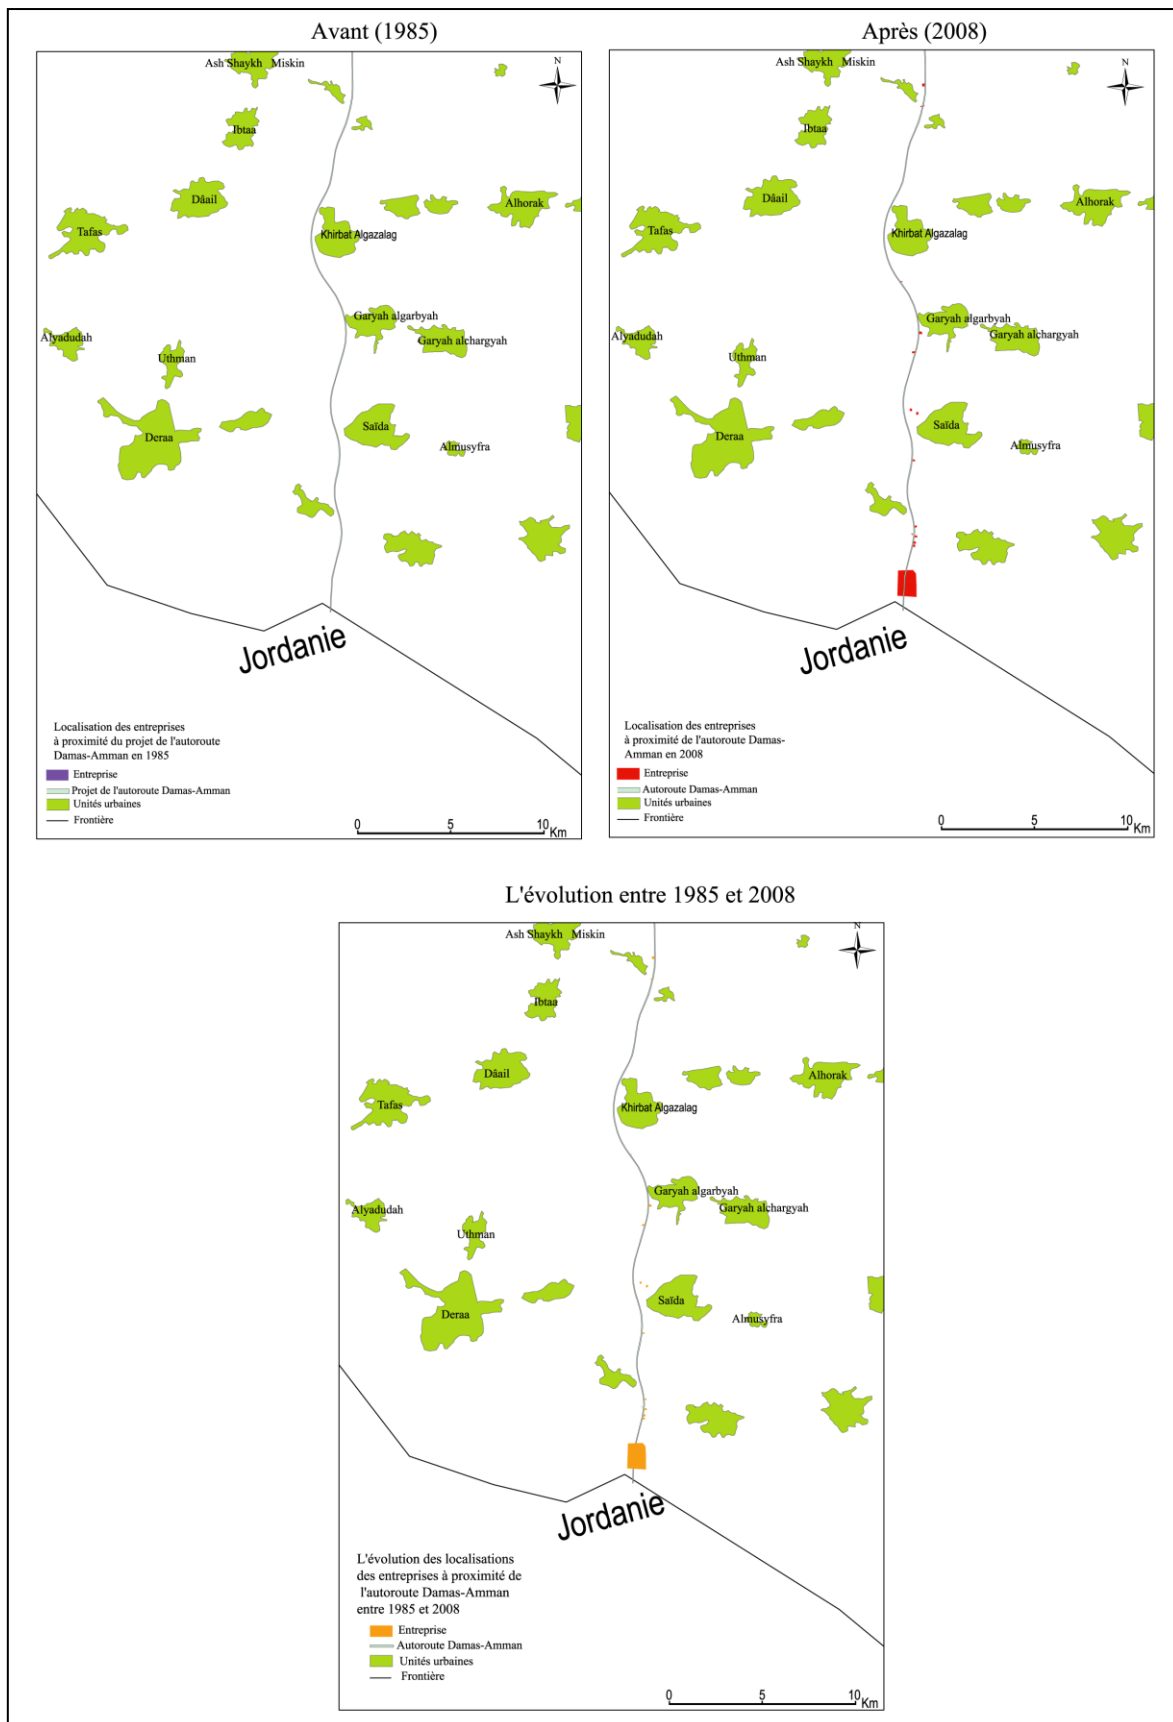 Avant (1985)
Ash Shaykh Miskin
N
Ibtaa
Dâail
Alhorak
Tafas
Khirbat Algazalag
Garyah algarbyah
Alyadudah
Garyah alchargyah
Uthman
Saïda
Deraa
Almusyfra
Jordanie
Localisation des entreprises
à proximité du projet de l'autoroute
Damas-Amman en 1985
Entreprise
Projet de l'autoroute Damas-Amman
Unités urbaines
Frontière
0 5 10 Km
Après (2008)
Ash Shaykh Miskin
N
Ibtaa
Dâail
Alhorak
Tafas
Khirbat Algazalag
Garyah algarbyah
Alyadudah
Garyah alchargyah
Uthman
Saïda
Deraa
Almusyfra
Jordanie
Localisation des entreprises
à proximité de l'autoroute Damas-
Amman en 2008
Entreprise
Autoroute Damas-Amman
Unités urbaines
Frontière
0 5 10 Km
L'évolution entre 1985 et 2008
Ash Shaykh Miskin
N
Ibtaa
Dâail
Alhorak
Tafas
Khirbat Algazalag
Garyah algarbyah
Alyadudah
Garyah alchargyah
Uthman
Saïda
Deraa
Almusyfra
Jordanie
L'évolution des localisations
des entreprises à proximité de
l'autoroute Damas-Amman
entre 1985 et 2008
Entreprise
Autoroute Damas-Amman
Unités urbaines
Frontière
0 5 10 Km